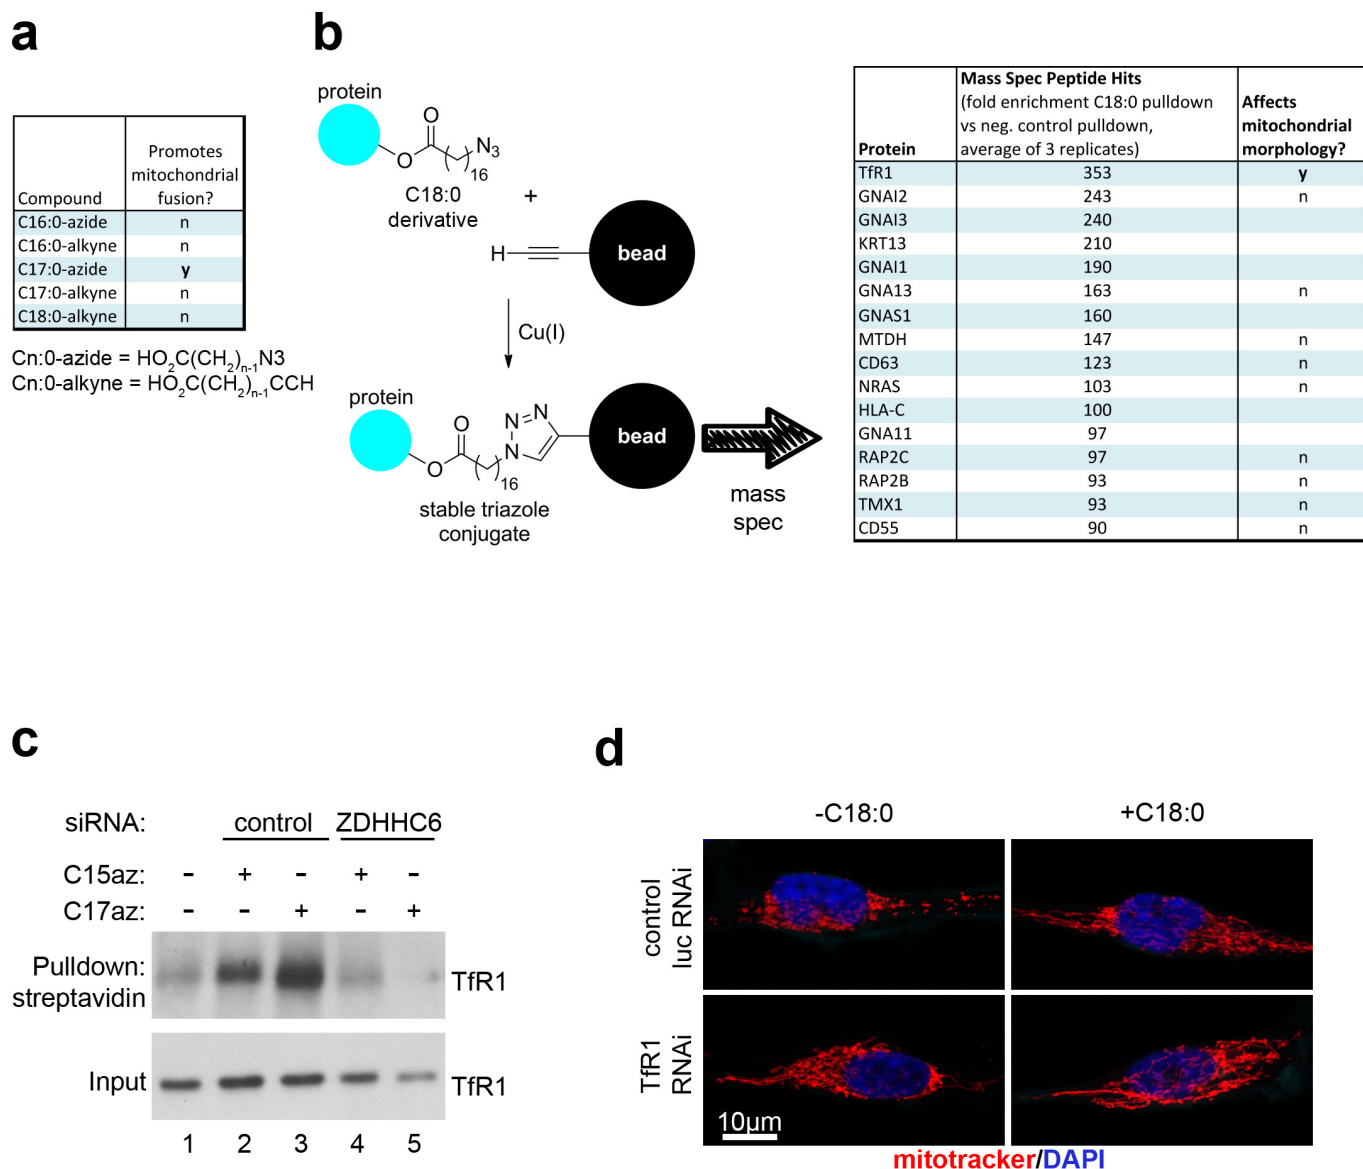 a
Compound
Promotes
mitochondrial
fusion?
C16:0-azide n
C16:0-alkyne n
C17:0-azide y
C17:0-alkyne n
C18:0-alkyne n
Cn:0-azide = HO2C(CH2)n-1N3
Cn:0-alkyne = HO2C(CH2)n-1CCH
b
protein
O
O
N3
16
C18:0
derivative
+
H
bead
Cu(I)
protein
O
O
16
N
N
N
bead
stable triazole
conjugate
mass
spec
Protein
Mass Spec Peptide Hits
(fold enrichment C18:0 pulldown
vs neg. control pulldown,
average of 3 replicates)
Affects
mitochondrial
morphology?
TfR1 353 y
GNAI2 243 n
GNAI3 240
KRT13 210
GNAI1 190
GNA13 163 n
GNAS1 160
MTDH 147 n
CD63 123 n
NRAS 103 n
HLA-C 100
GNA11 97
RAP2C 97 n
RAP2B 93 n
TMX1 93 n
CD55 90 n
c
siRNA: control ZDHHC6
C15az: - + - + -
C17az: - - + - +
Pulldown:
streptavidin
TfR1
Input
TfR1
1 2 3 4 5
d
-C18:0 +C18:0
control
luc RNAi
TfR1
RNAi
10µm
mitotracker/DAPI